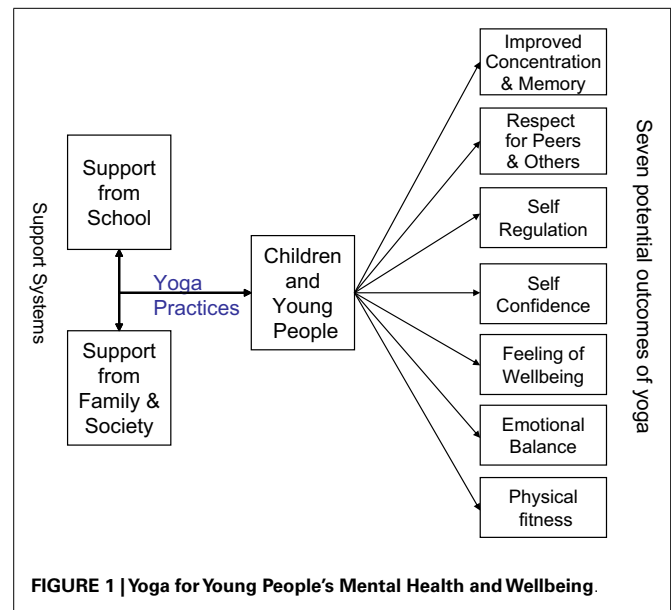 Support Systems
Support
from
School
Support
from
Family &
Society
Yoga
Practices
Children
and
Young
People
Improved
Concentration
& Memory
Respect
for Peers
& Others
Self
Regulation
Self
Confidence
Feeling of
Wellbeing
Emotional
Balance
Physical
fitness
Seven potential outcomes of yoga
FIGURE 1 | Yoga for Young People's Mental Health and Wellbeing.